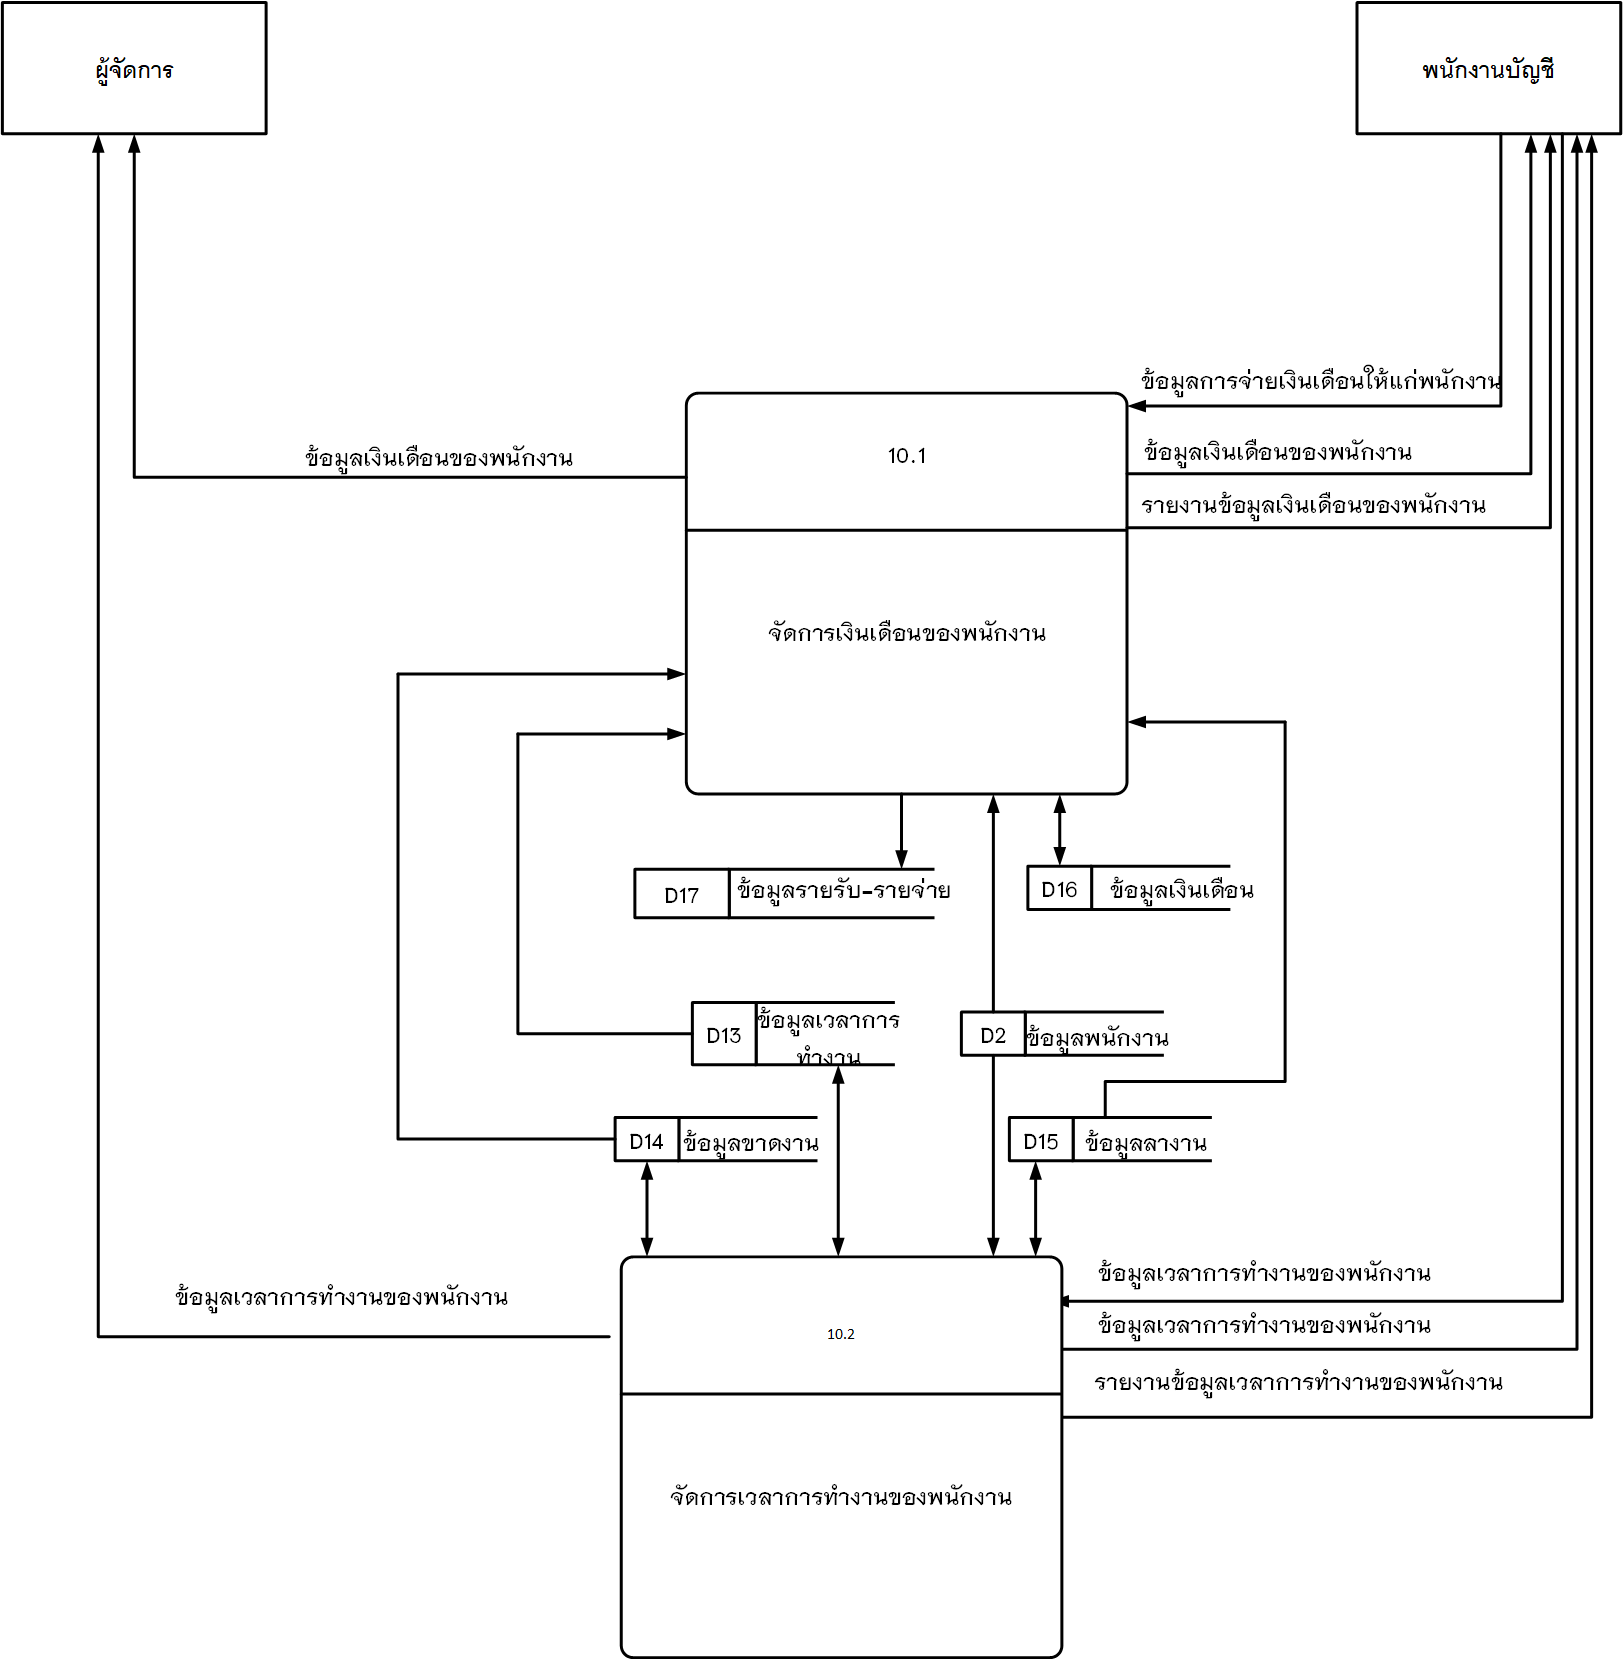 ผู้จัดการ
พนักงานบัญชี
ข้อมูลการจ่ายเงินเดือนให้แก่พนักงาน
ข้อมูลเงินเดือนของพนักงาน
10.1
ข้อมูลเงินเดือนของพนักงาน
รายงานข้อมูลเงินเดือนของพนักงาน
จัดการเงินเดือนของพนักงาน
D17
ข้อมูลรายรับ-รายจ่าย
D16
ข้อมูลเงินเดือน
D13
ข้อมูลเวลาการ
ทำงาน
D2
ข้อมูลพนักงาน
D14
ข้อมูลขาดงาน
D15
ข้อมูลลางาน
ข้อมูลเวลาการทำงานของพนักงาน
ข้อมูลเวลาการทำงานของพนักงาน
10.2
ข้อมูลเวลาการทำงานของพนักงาน
รายงานข้อมูลเวลาการทำงานของพนักงาน
จัดการเวลาการทำงานของพนักงาน